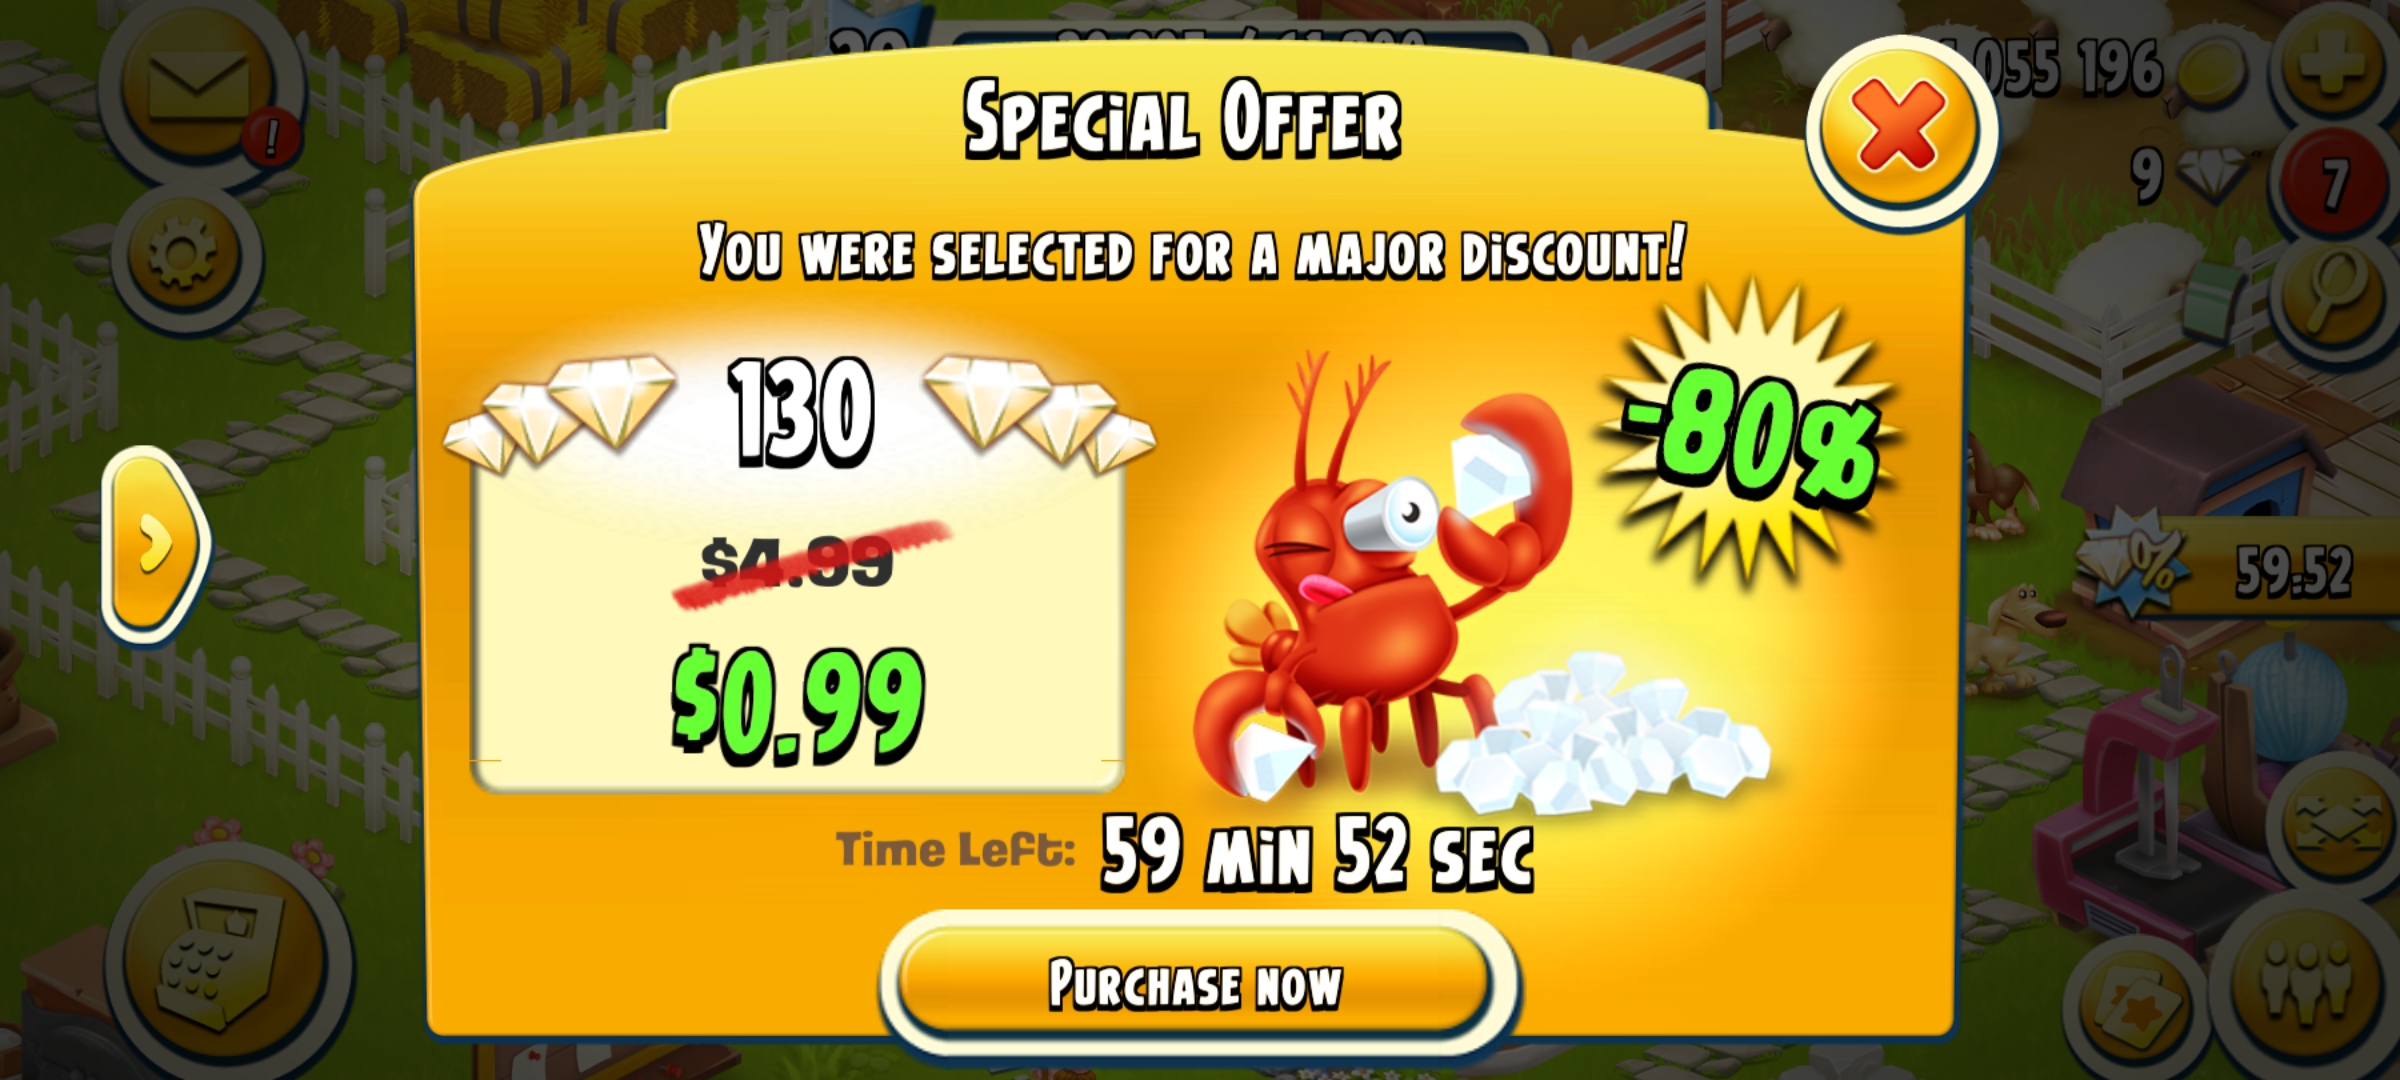 055 196
Special Offer
9
7
You were selected for a major discount!
130
-80%
$4.99
59:52
$0.99
Time Left: 59 min 52 sec
Purchase now